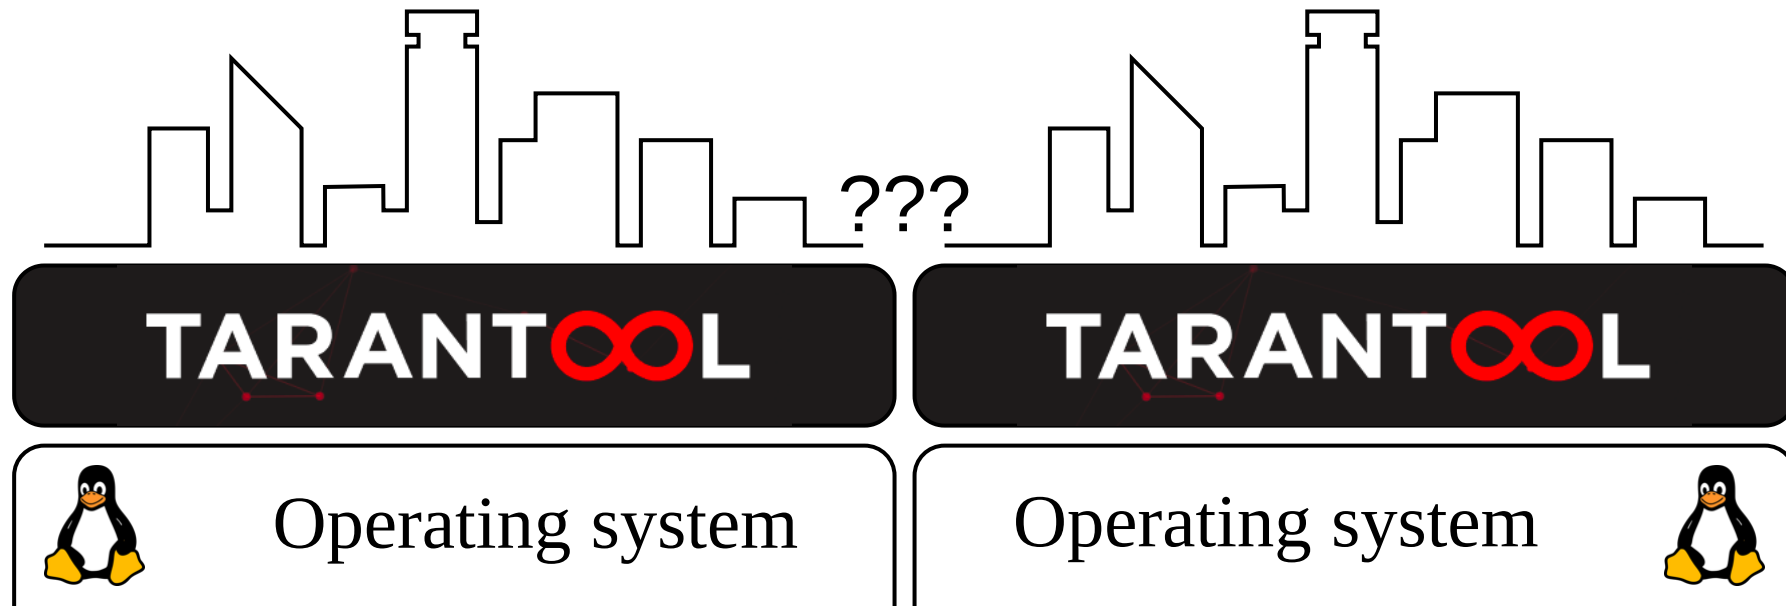 ???
TARANTOOL TARANTOOL
Operating system Operating system